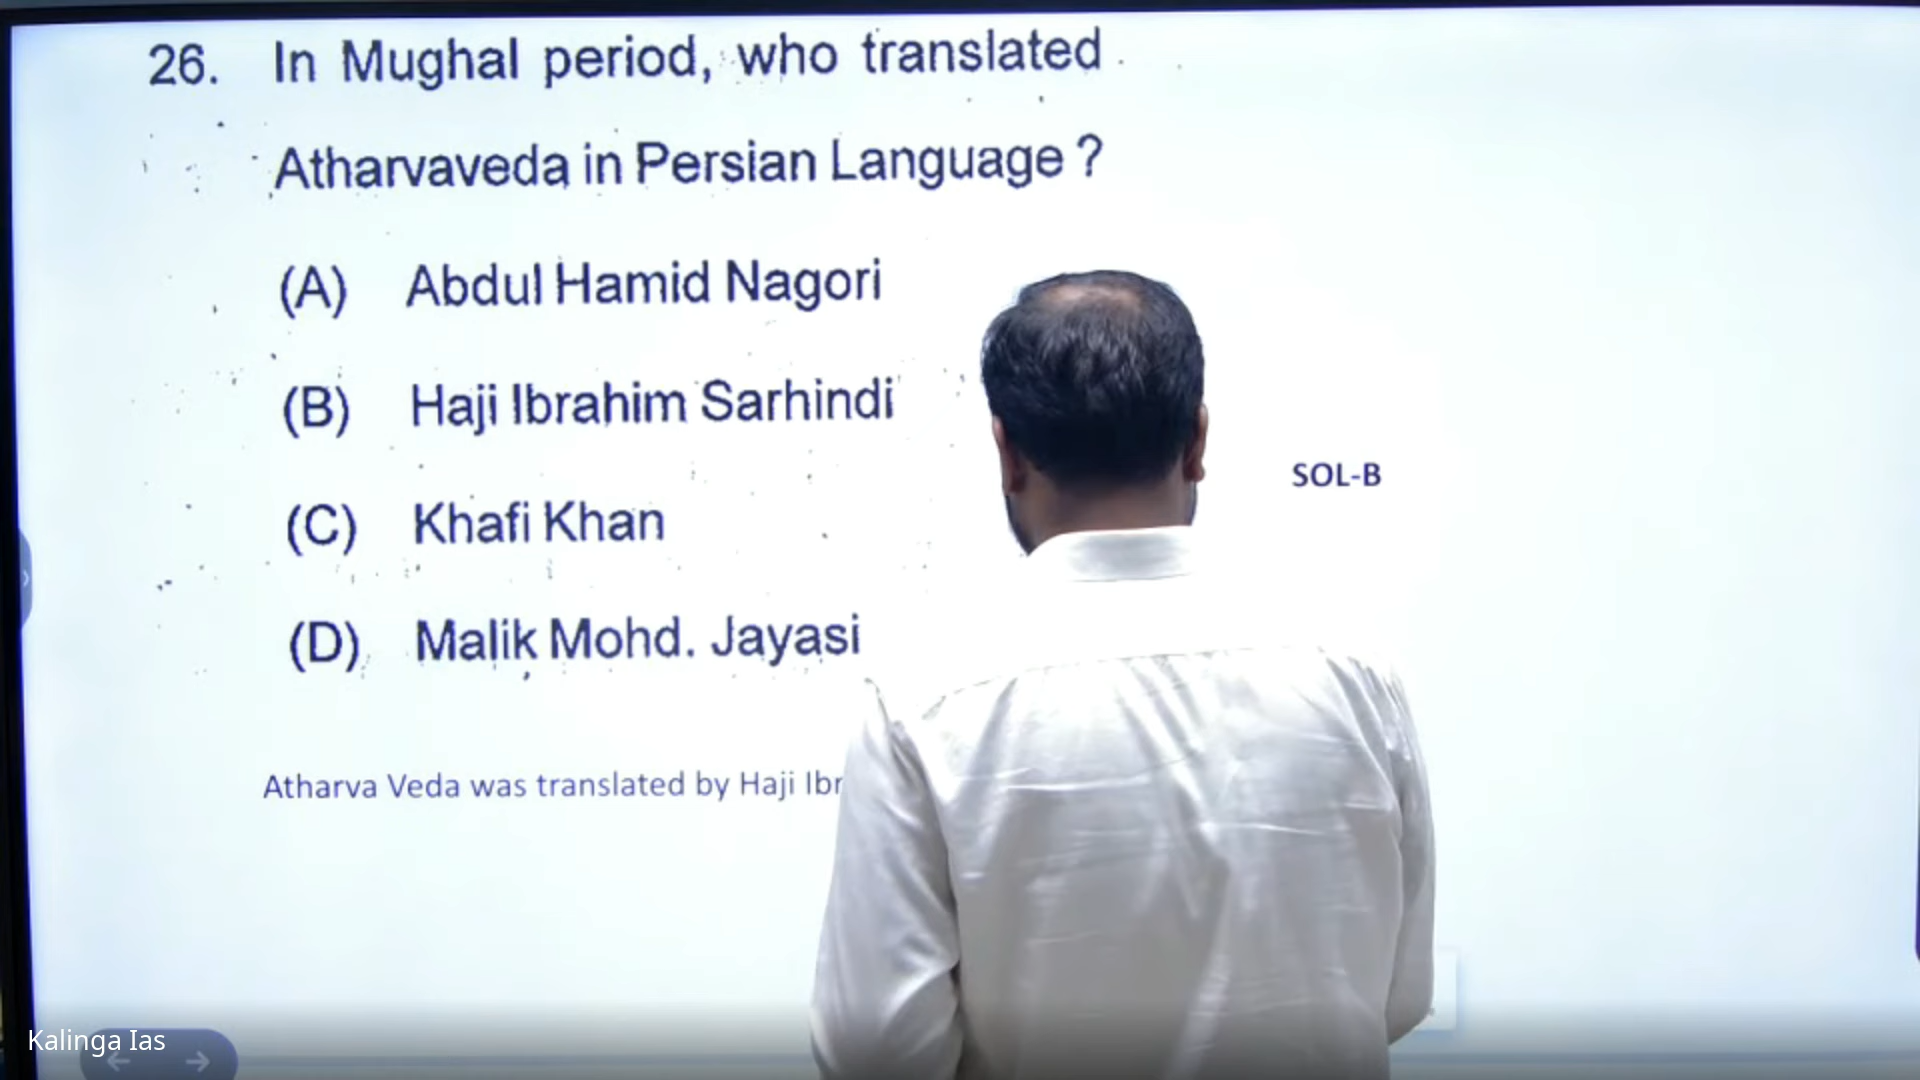 26. In Mughal period, who translated
Atharvaveda in Persian Language ?
(A) Abdul Hamid Nagori
(B) Haji Ibrahim Sarhindi
SOL-B
(C) Khafi Khan
(D) Malik Mohd. Jayasi
Atharva Veda was translated by Haji
Kalinga Ias